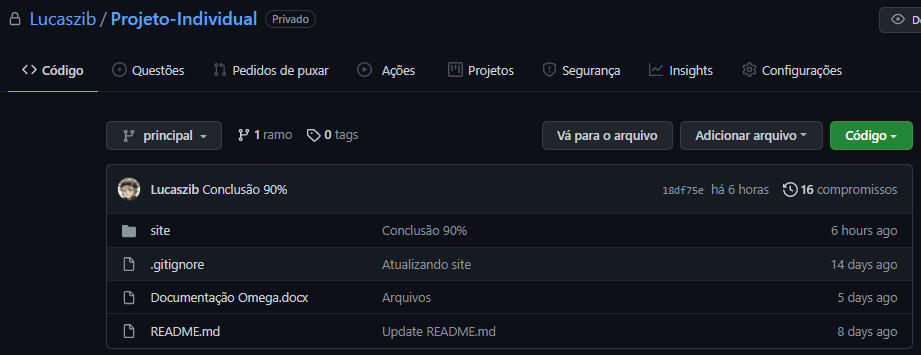 Lucaszib / Projeto-Individual Privado
Código Questões Pedidos de puxar Ações Projetos Segurança Insights Configurações
principal 1 ramo 0 tags Vá para o arquivo Adicionar arquivo Código
Lucaszib Conclusão 90% 18df75e há 6 horas 16 compromissos
site Conclusão 90% 6 hours ago
.gitignore Atualizando site 14 days ago
Documentação Omega.docx Arquivos 5 days ago
README.md Update README.md 8 days ago